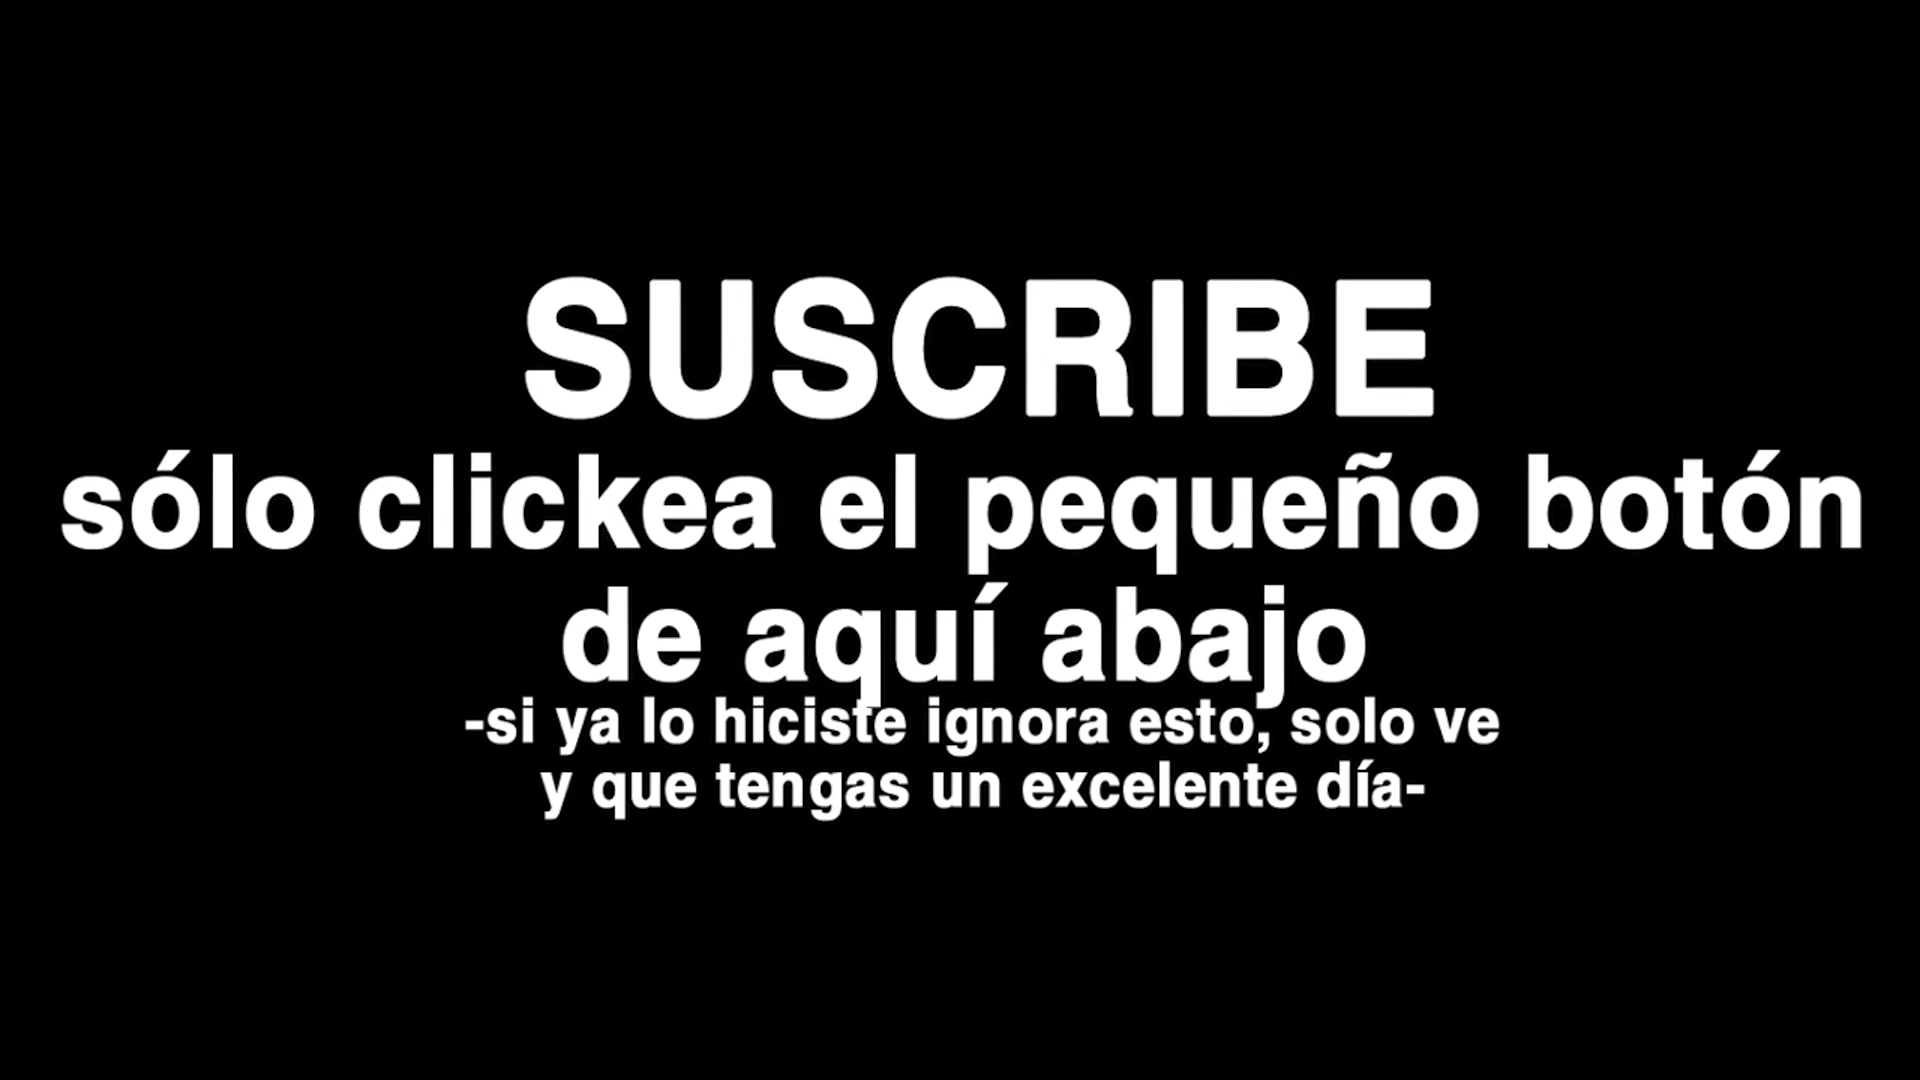 SUSCRIBE
sólo clickea el pequeño botón
de aquí abajo
-si ya lo hiciste ignora esto, solo ve
y que tengas un excelente día-